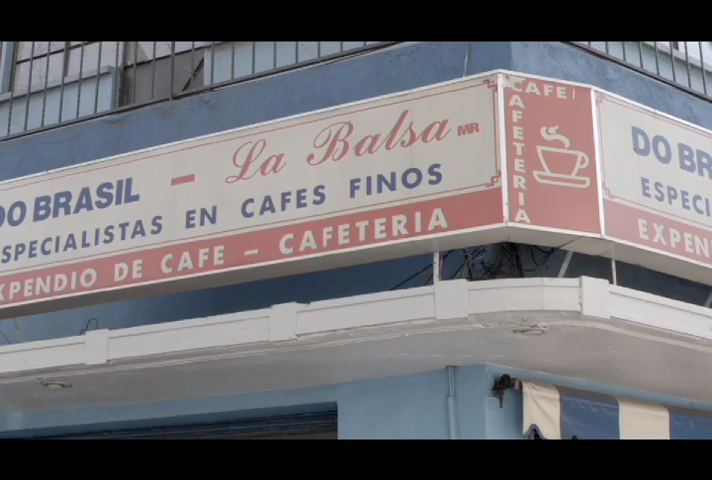 DO BRASIL - La Balsa MR
ESPECIALISTAS EN CAFES FINOS
EXPENDIO DE CAFE - CAFETERIA
CAFE
CAFETERIA
DO BR
ESPECI
EXPEN